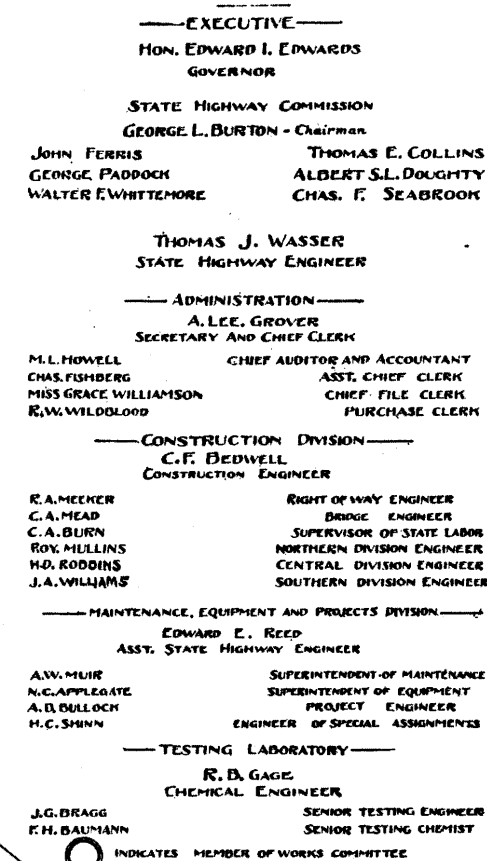 EXECUTIVE
HON. EDWARD I. EDWARDS
GOVERNOR
STATE HIGHWAY COMMISSION
GEORGE L. BURTON - Chairman
JOHN FERRIS THOMAS E. COLLINS
GEORGE PADDOCK ALBERT S.L. DOUGHTY
WALTER F. WHITTEMORE CHAS. F. SEABROOK
THOMAS J. WASSER
STATE HIGHWAY ENGINEER
ADMINISTRATION
A. LEE. GROVER
SECRETARY AND CHIEF CLERK
M.L. HOWELL CHIEF AUDITOR AND ACCOUNTANT
CHAS. FISHBERG ASST. CHIEF CLERK
MISS GRACE WILLIAMSON CHIEF FILE CLERK
R.W. WILDBLOOD PURCHASE CLERK
CONSTRUCTION DIVISION
C.F. BEDWELL
CONSTRUCTION ENGINEER
R.A. MEEKER RIGHT OF WAY ENGINEER
C.A. MEAD BRIDGE ENGINEER
C.A. BURN SUPERVISOR OF STATE LABOR
ROY. MULLINS NORTHERN DIVISION ENGINEER
H.D. ROBBINS CENTRAL DIVISION ENGINEER
J.A. WILLIAMS SOUTHERN DIVISION ENGINEER
MAINTENANCE, EQUIPMENT AND PROJECTS DIVISION
EDWARD E. REED
ASST. STATE HIGHWAY ENGINEER
A.W. MUIR SUPERINTENDENT OF MAINTENANCE
N.C. APPLEGATE SUPERINTENDENT OF EQUIPMENT
A.D. BULLOCK PROJECT ENGINEER
H.C. SHINN ENGINEER OF SPECIAL ASSIGNMENTS
TESTING LABORATORY
R.B. GAGE
CHEMICAL ENGINEER
J.G. BRAGG SENIOR TESTING ENGINEER
F.H. BAUMANN SENIOR TESTING CHEMIST
INDICATES MEMBER OF WORKS COMMITTEE